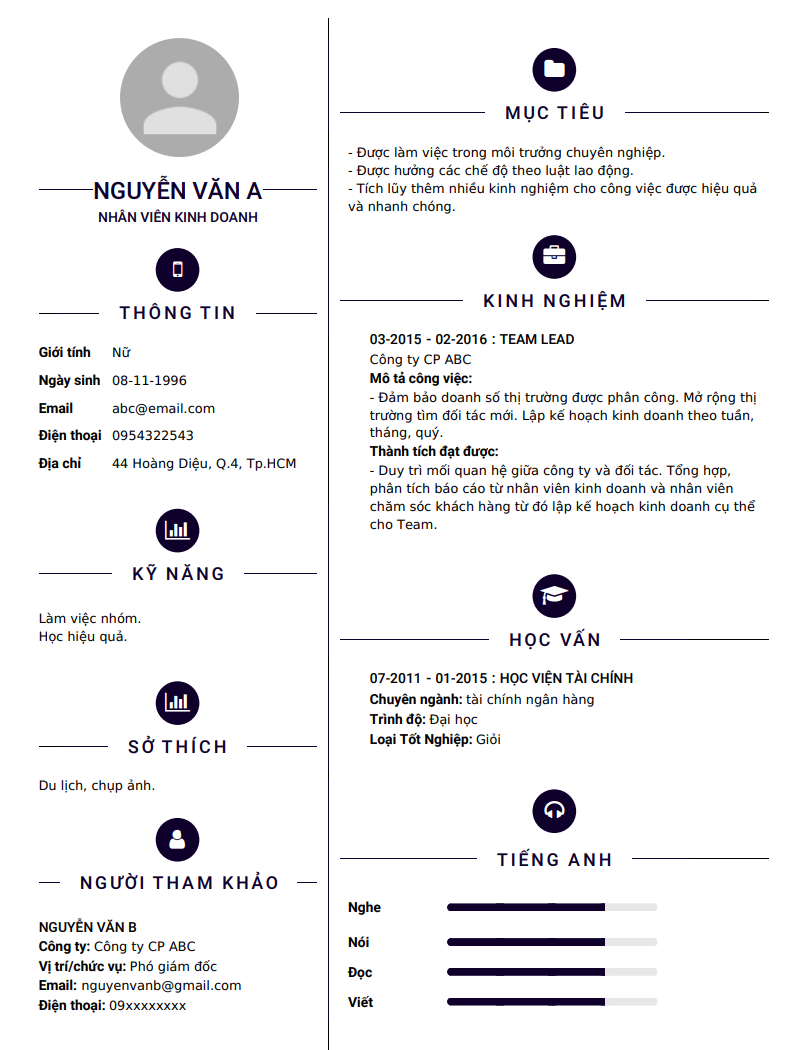 NGUYỄN VĂN A
NHÂN VIÊN KINH DOANH
THÔNG TIN
Giới tính Nữ
Ngày sinh 08-11-1996
Email abc@email.com
Điện thoại 0954322543
Địa chỉ 44 Hoàng Diệu, Q.4, Tp.HCM
KỸ NĂNG
Làm việc nhóm.
Học hiệu quả.
SỞ THÍCH
Du lịch, chụp ảnh.
NGƯỜI THAM KHẢO
NGUYỄN VĂN B
Công ty: Công ty CP ABC
Vị trí/chức vụ: Phó giám đốc
Email: nguyenvanb@gmail.com
Điện thoại: 09xxxxxxxx
MỤC TIÊU
- Được làm việc trong môi trưởng chuyên nghiệp.
- Được hưởng các chế độ theo luật lao động.
- Tích lũy thêm nhiều kinh nghiệm cho công việc được hiệu quả
và nhanh chóng.
KINH NGHIỆM
03-2015 - 02-2016 : TEAM LEAD
Công ty CP ABC
Mô tả công việc:
- Đảm bảo doanh số thị trường được phân công. Mở rộng thị
trường tìm đối tác mới. Lập kế hoạch kinh doanh theo tuần,
tháng, quý.
Thành tích đạt được:
- Duy trì mối quan hệ giữa công ty và đối tác. Tổng hợp,
phân tích báo cáo từ nhân viên kinh doanh và nhân viên
chăm sóc khách hàng từ đó lập kế hoạch kinh doanh cụ thể
cho Team.
HỌC VẤN
07-2011 - 01-2015 : HỌC VIỆN TÀI CHÍNH
Chuyên ngành: tài chính ngân hàng
Trình độ: Đại học
Loại Tốt Nghiệp: Giỏi
TIẾNG ANH
Nghe
Nói
Đọc
Viết